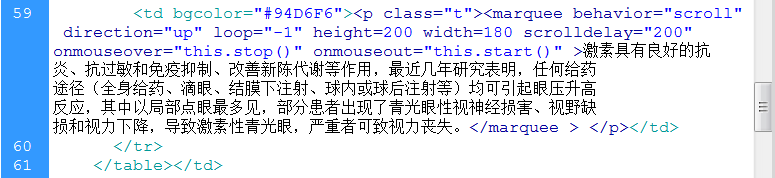 59 <td bgcolor="#94D6F6"><p class="t"><marquee behavior="scroll"
direction="up" loop="-1" height=200 width=180 scrolldelay="200"
onmouseover="this.stop()" onmouseout="this.start()" >激素具有良好的抗
炎、抗过敏和免疫抑制、改善新陈代谢等作用，最近几年研究表明，任何给药
途径（全身给药、滴眼、结膜下注射、球内或球后注射等）均可引起眼压升高
反应，其中以局部点眼最多见，部分患者出现了青光眼性视神经损害、视野缺
损和视力下降，导致激素性青光眼，严重者可致视力丧失。</marquee > </p></td>
60 </tr>
61 </table></td>